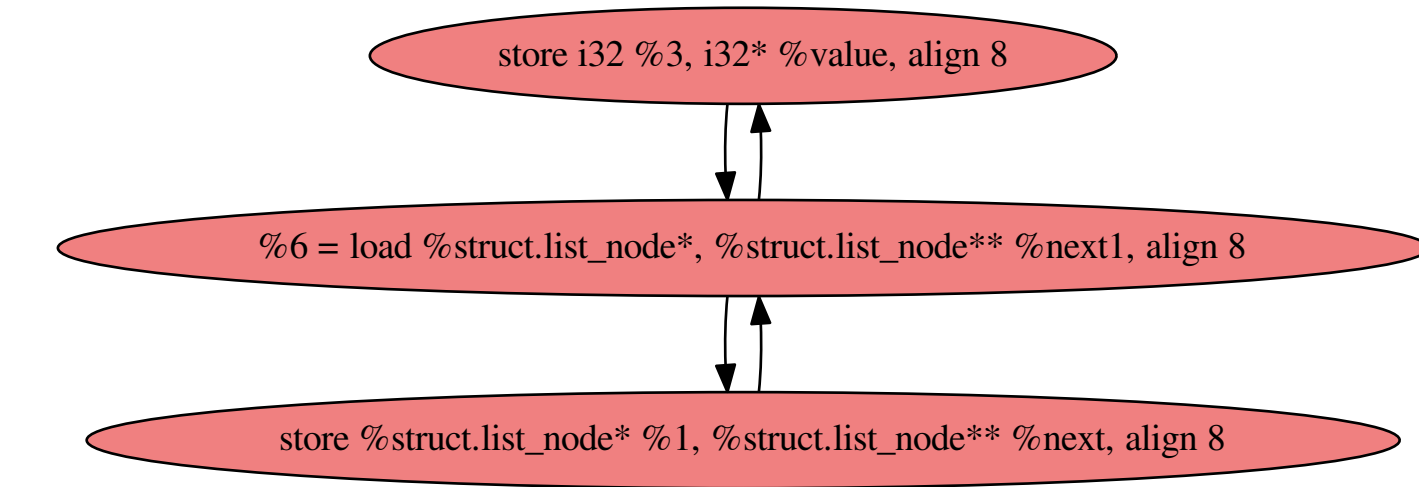 store i32 %3, i32* %value, align 8
%6 = load %struct.list_node*, %struct.list_node** %next1, align 8
store %struct.list_node* %1, %struct.list_node** %next, align 8